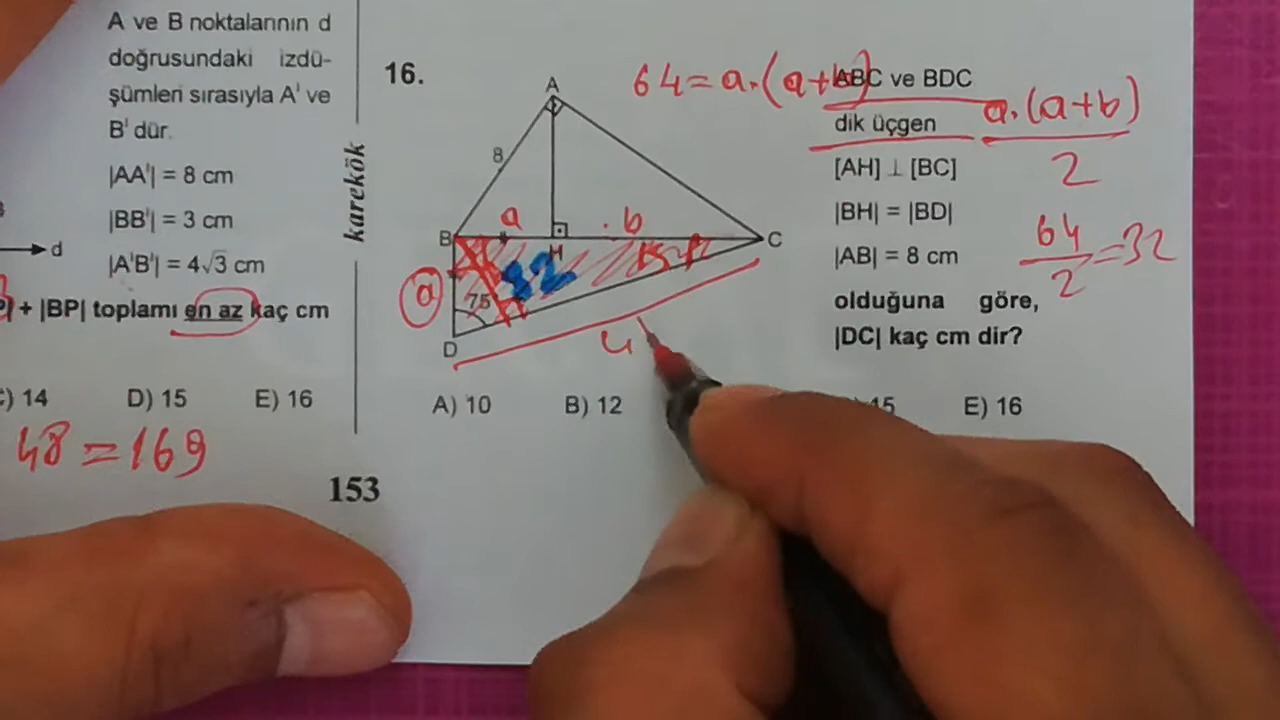 A ve B noktalarının d
doğrusundaki izdü-
şümleri sırasıyla A' ve
B' dür.
|AA'| = 8 cm
|BB'| = 3 cm
|A'B'| = 4√3 cm
d
+ |BP| toplamı en az kaç cm
14
D) 15
E) 16
48 = 169
153
karekök
16.
64 = a.(a+b)
A
8
B
a
H
b
C
a
75
32
15
D
4
ABC ve BDC
dik üçgen
a.(a+b)
2
[AH] ⊥ [BC]
|BH| = |BD|
|AB| = 8 cm
64
2
=32
olduğuna göre,
|DC| kaç cm dir?
A) 10
B) 12
15
E) 16